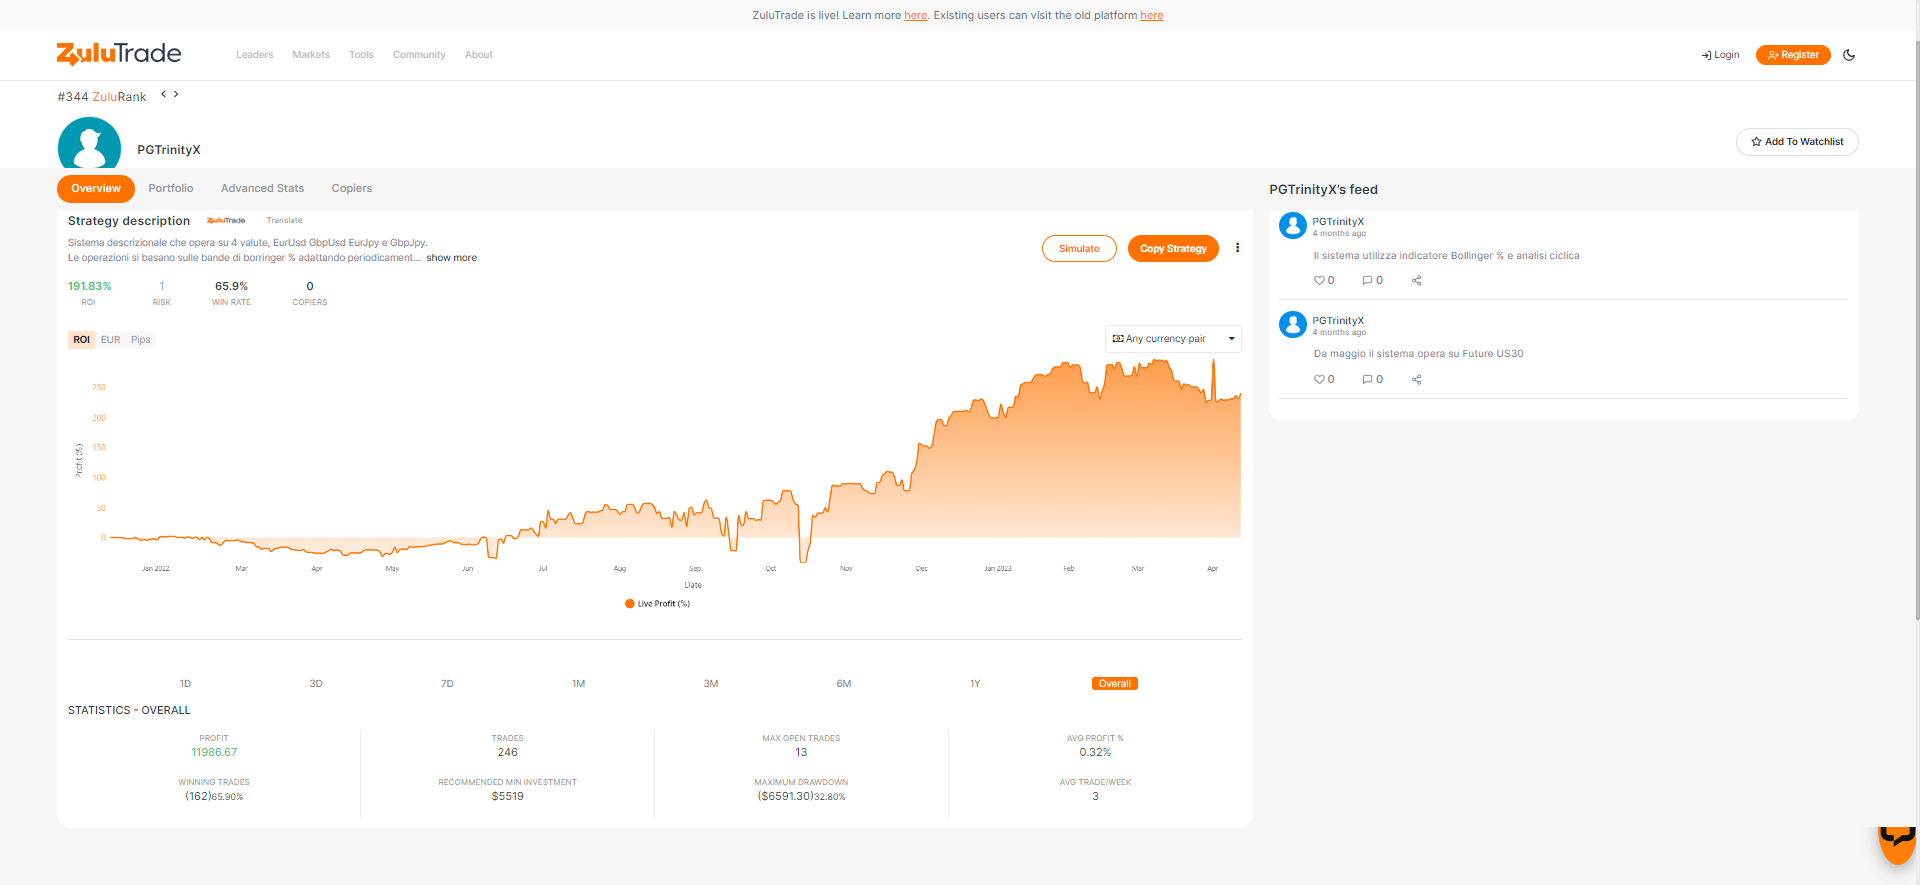 ZuluTrade is live! Learn more here. Existing users can visit the old platform here
ZuluTrade
Leaders
Markets
Tools
Community
About
Login
Register
#344 ZuluRank
PGTrinityX
Add To Watchlist
Overview
Portfolio
Advanced Stats
Copiers
Strategy description
ZuluTrade
Translate
Sistema descrizionale che opera su 4 valute, EurUsd GbpUsd EurJpy e GbpJpy.
Le operazioni si basano sulle bande di borringer % adattando periodicament... show more
Simulate
Copy Strategy
191.83%
ROI
1
RISK
65.9%
WIN RATE
0
COPIERS
ROI
EUR
Pips
Any currency pair
250
200
150
100
50
0
Profit (%)
Jan 2022
Mar
Apr
May
Jun
Jul
Aug
Sep
Oct
Nov
Dec
Jan 2023
Feb
Mar
Apr
Date
Live Profit (%)
1D
3D
7D
1M
3M
6M
1Y
Overall
STATISTICS - OVERALL
PROFIT
11986.67
TRADES
246
MAX OPEN TRADES
13
AVG PROFIT %
0.32%
WINNING TRADES
(162)65.90%
RECOMMENDED MIN INVESTMENT
$5519
MAXIMUM DRAWDOWN
($6591.30)32.80%
AVG TRADE/WEEK
3
PGTrinityX's feed
PGTrinityX
4 months ago
Il sistema utilizza indicatore Bollinger % e analisi ciclica
0
0
PGTrinityX
4 months ago
Da maggio il sistema opera su Future US30
0
0